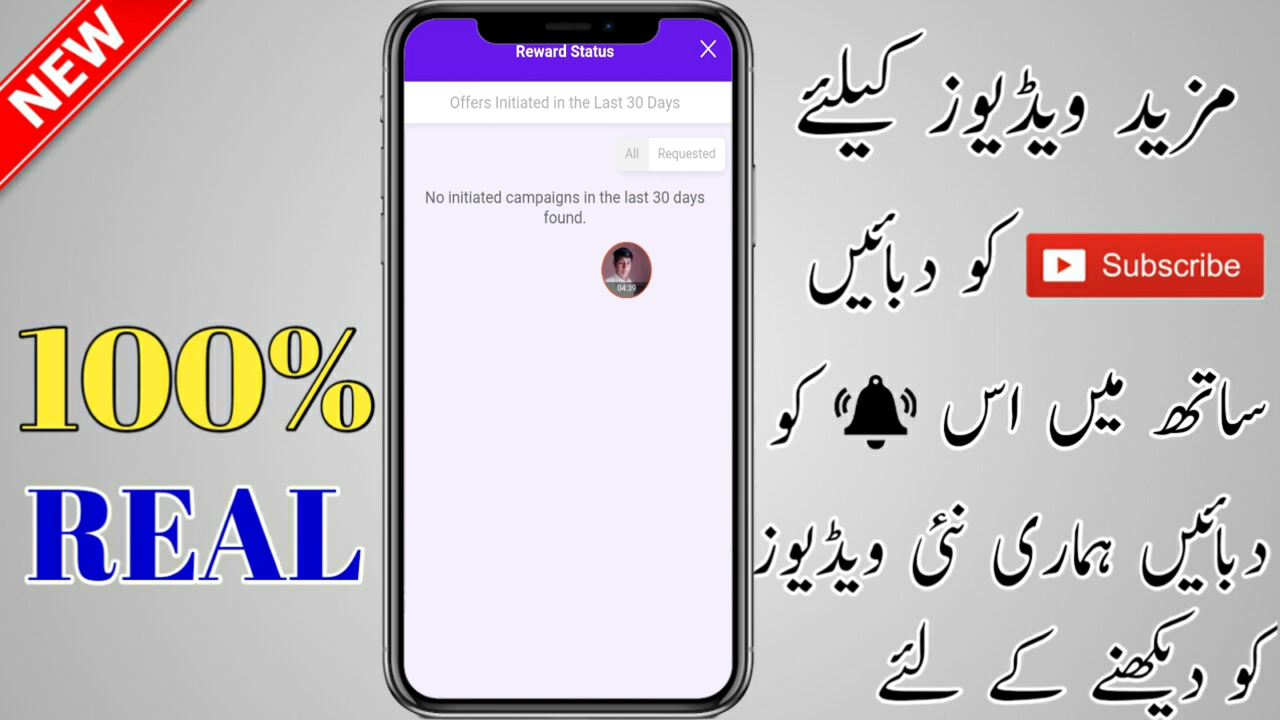 NEW
100%
REAL
Reward Status
Offers Initiated in the Last 30 Days
All Requested
No initiated campaigns in the last 30 days
found.
04:39
مزید ویڈیوز کیلئے
Subscribe کو دبائیں
ساتھ میں اس کو
دبائیں ہماری نئی ویڈیوز
کو دیکھنے کے لئے